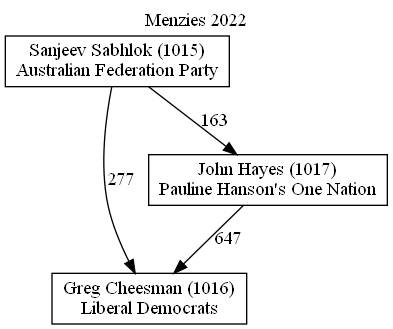 Menzies 2022
Sanjeev Sabhlok (1015)
Australian Federation Party
163
John Hayes (1017)
Pauline Hanson's One Nation
277
647
Greg Cheesman (1016)
Liberal Democrats